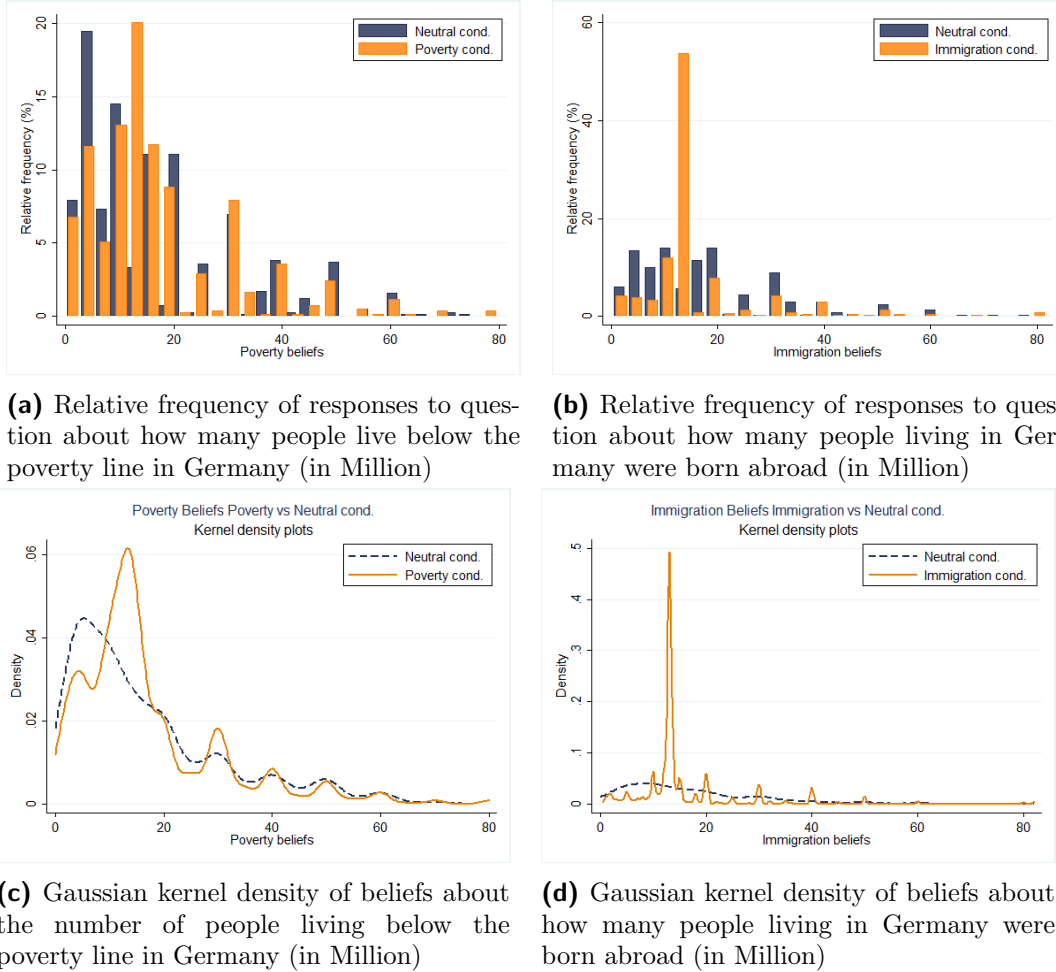 20
15
10
5
0
Relative frequency (%)
Neutral cond.
Poverty cond.
0 20 40 60 80
Poverty beliefs
60
40
20
0
Relative frequency (%)
Neutral cond.
Immigration cond.
0 20 40 60 80
Immigration beliefs
(a) Relative frequency of responses to ques-
tion about how many people live below the
poverty line in Germany (in Million)
(b) Relative frequency of responses to ques
tion about how many people living in Ger
many were born abroad (in Million)
Poverty Beliefs Poverty vs Neutral cond.
Kernel density plots
.06
.04
.02
0
Density
Neutral cond.
Poverty cond.
0 20 40 60 80
Poverty beliefs
Immigration Beliefs Immigration vs Neutral cond.
Kernel density plots
.5
.4
.3
.2
.1
0
Density
Neutral cond.
Immigration cond.
0 20 40 60 80
Immigration beliefs
(c) Gaussian kernel density of beliefs about
the number of people living below the
poverty line in Germany (in Million)
(d) Gaussian kernel density of beliefs about
how many people living in Germany were
born abroad (in Million)